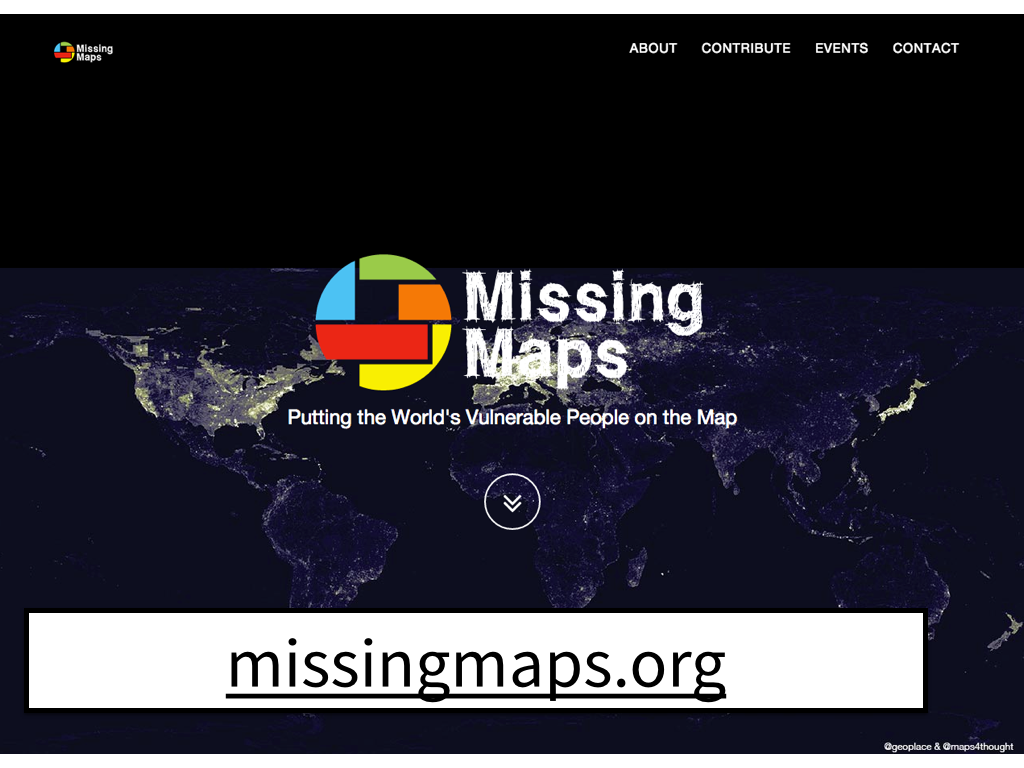 Missing
Maps
ABOUT CONTRIBUTE EVENTS CONTACT
Missing
Maps
Putting the World's Vulnerable People on the Map
missingmaps.org
@geoplace & @maps4thought